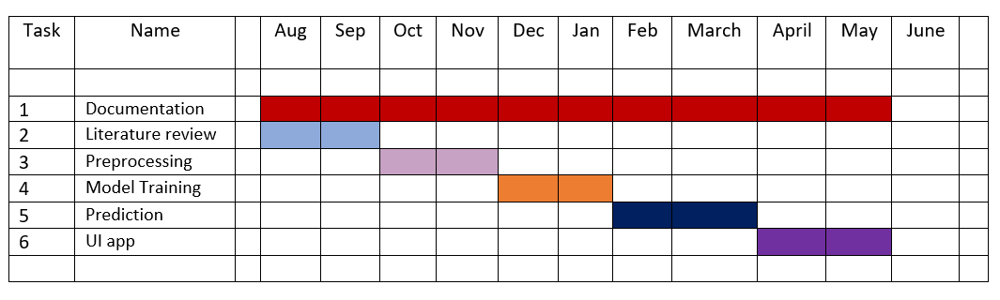 Task Name Aug Sep Oct Nov Dec Jan Feb March April May June
1 Documentation
2 Literature review
3 Preprocessing
4 Model Training
5 Prediction
6 UI app